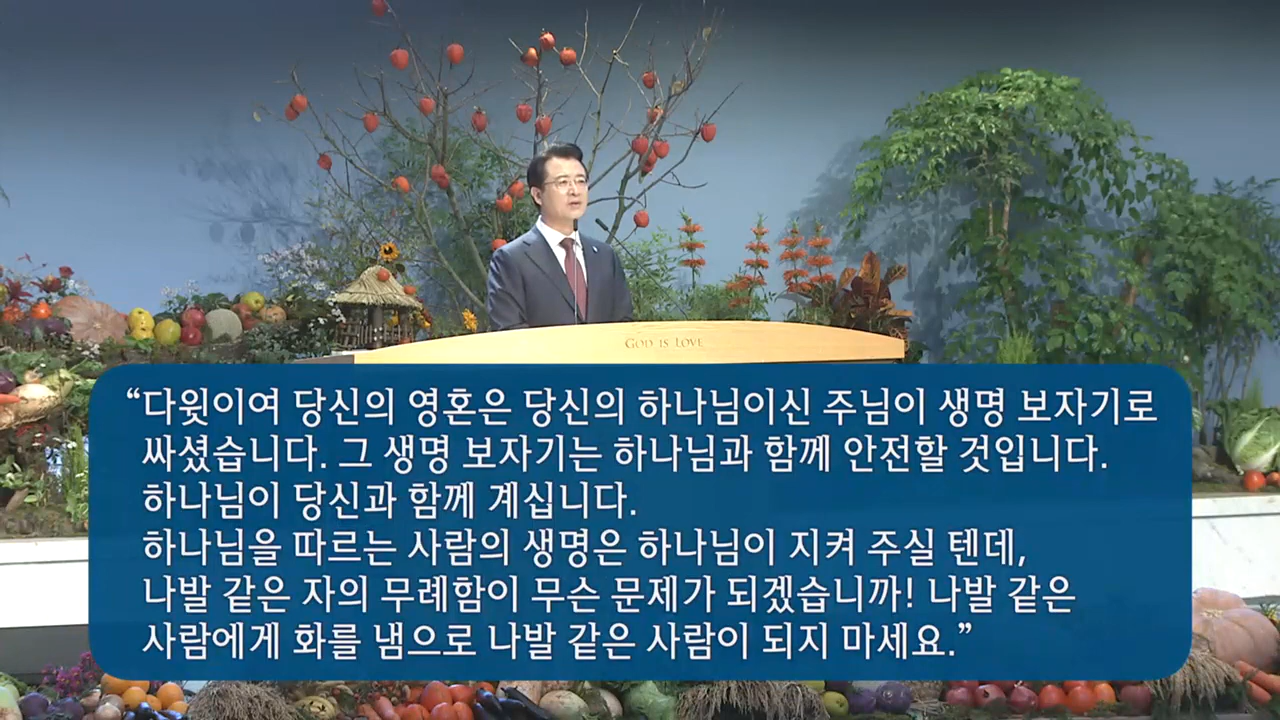 GOD IS LOVE
“다윗이여 당신의 영혼은 당신의 하나님이신 주님이 생명 보자기로
싸셨습니다. 그 생명 보자기는 하나님과 함께 안전할 것입니다.
하나님이 당신과 함께 계십니다.
하나님을 따르는 사람의 생명은 하나님이 지켜 주실 텐데,
나발 같은 자의 무례함이 무슨 문제가 되겠습니까! 나발 같은
사람에게 화를 냄으로 나발 같은 사람이 되지 마세요.”